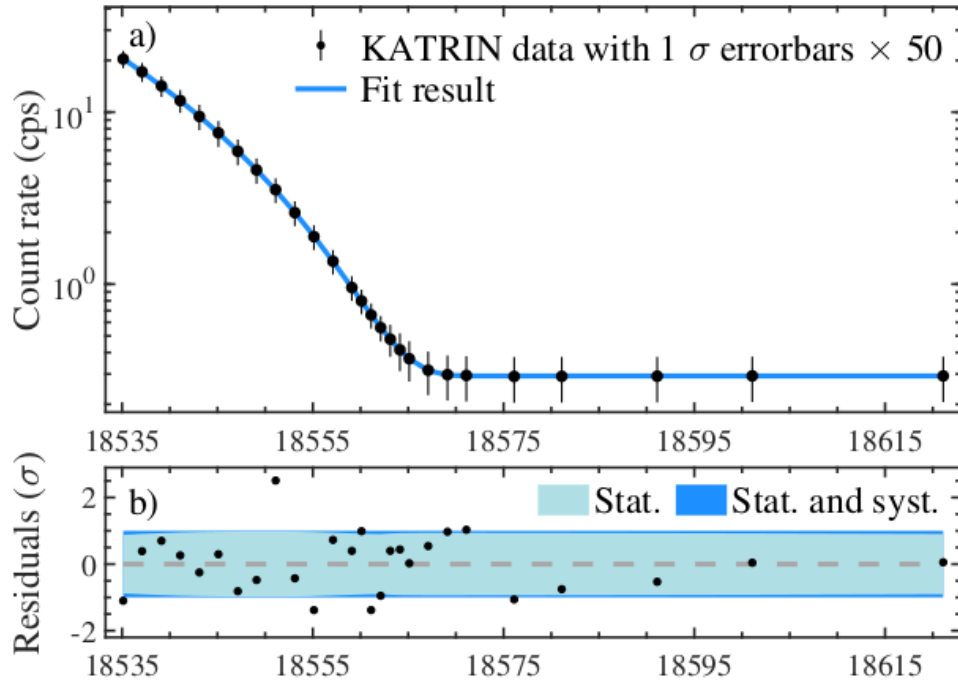 a)
KATRIN data with 1 σ errorbars × 50
Fit result
Count rate (cps)
10¹
10⁰
18535 18555 18575 18595 18615
b)
Stat.
Stat. and syst.
Residuals (σ)
2
0
-2
18535 18555 18575 18595 18615